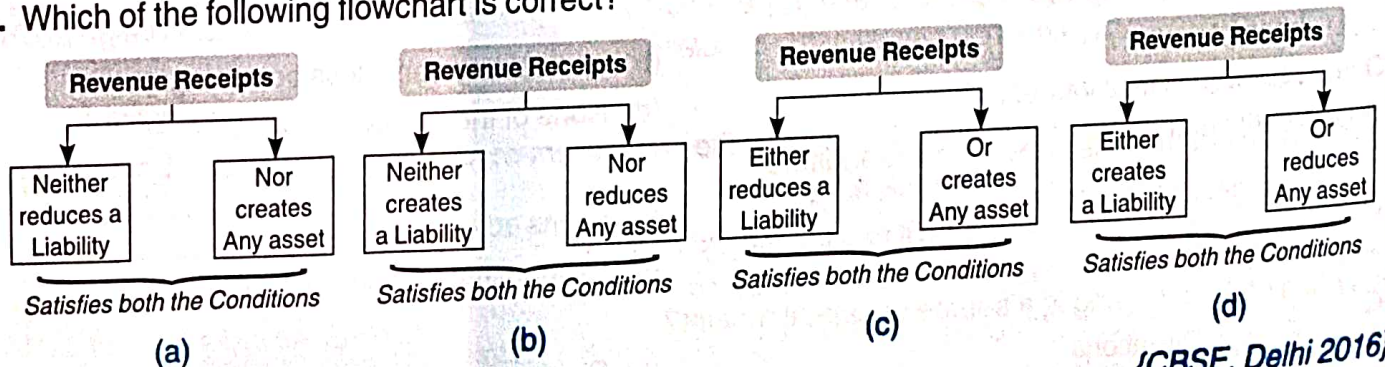 . Which of the following flowchart is correct?
Revenue Receipts
Neither
reduces a
Liability
Nor
creates
Any asset
Satisfies both the Conditions
(a)
Revenue Receipts
Neither
creates
a Liability
Nor
reduces
Any asset
Satisfies both the Conditions
(b)
Revenue Receipts
Either
reduces a
Liability
Or
creates
Any asset
Satisfies both the Conditions
(c)
Revenue Receipts
Either
creates
a Liability
Or
reduces
Any asset
Satisfies both the Conditions
(d)
[CBSE, Delhi 2016]